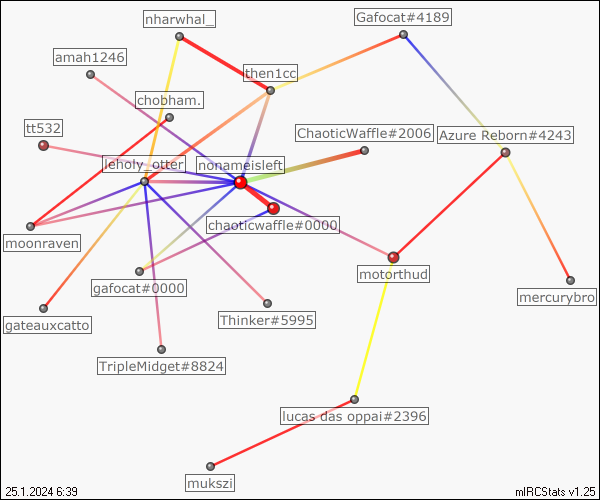 nharwhal_
Gafocat#4189
amah1246
then1cc
chobham.
tt532
ChaoticWaffle#2006
Azure Reborn#4243
leholy_otter
nonameisleft
chaoticwaffle#0000
moonraven
motorthud
gafocat#0000
mercurybro
Thinker#5995
gateauxcatto
TripleMidget#8824
lucas das oppai#2396
mukszi
25.1.2024 6:39
mIRCStats v1.25